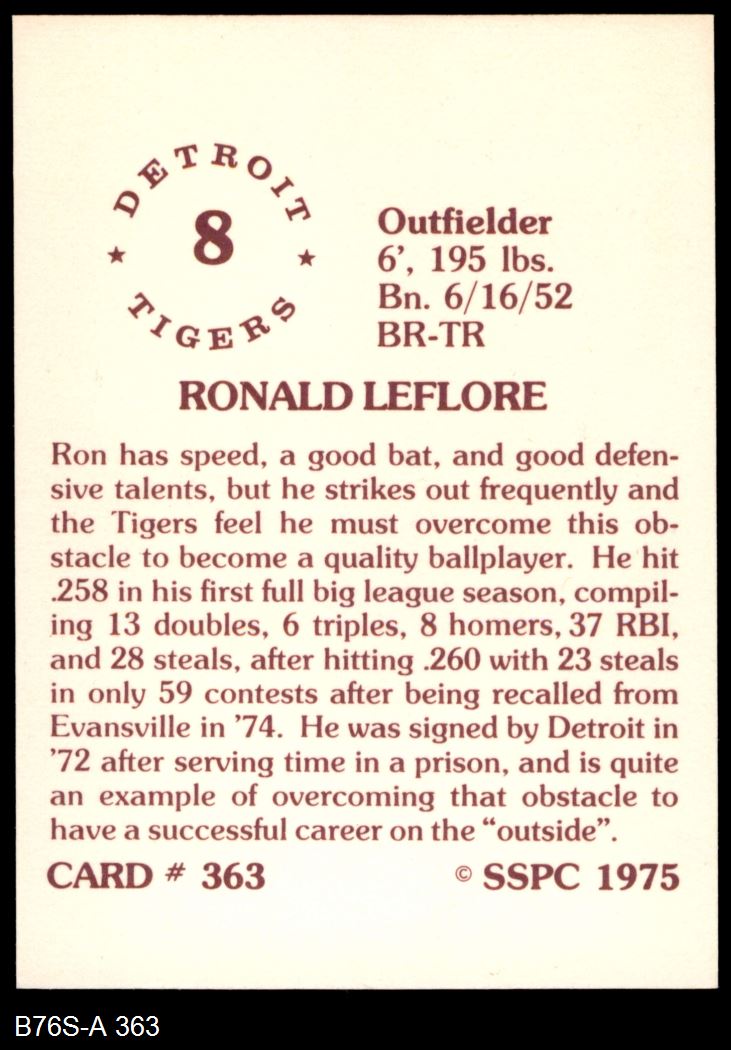 DETROIT
8
TIGERS
Outfielder
6', 195 lbs.
Bn. 6/16/52
BR-TR
RONALD LEFLORE
Ron has speed, a good bat, and good defen-
sive talents, but he strikes out frequently and
the Tigers feel he must overcome this ob-
stacle to become a quality ballplayer. He hit
.258 in his first full big league season, compil-
ing 13 doubles, 6 triples, 8 homers, 37 RBI,
and 28 steals, after hitting .260 with 23 steals
in only 59 contests after being recalled from
Evansville in '74. He was signed by Detroit in
'72 after serving time in a prison, and is quite
an example of overcoming that obstacle to
have a successful career on the “outside”.
CARD # 363 © SSPC 1975
B76S-A 363